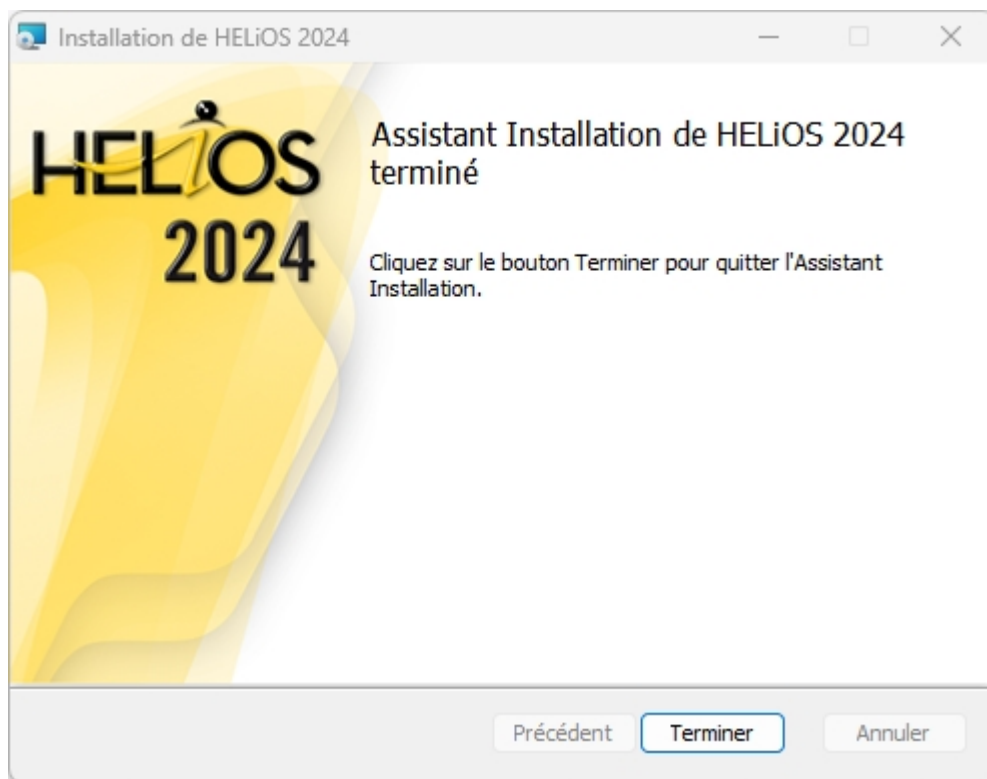 Installation de HELiOS 2024
HELiOS
2024
Assistant Installation de HELiOS 2024
terminé
Cliquez sur le bouton Terminer pour quitter l'Assistant
Installation.
Précédent
Terminer
Annuler